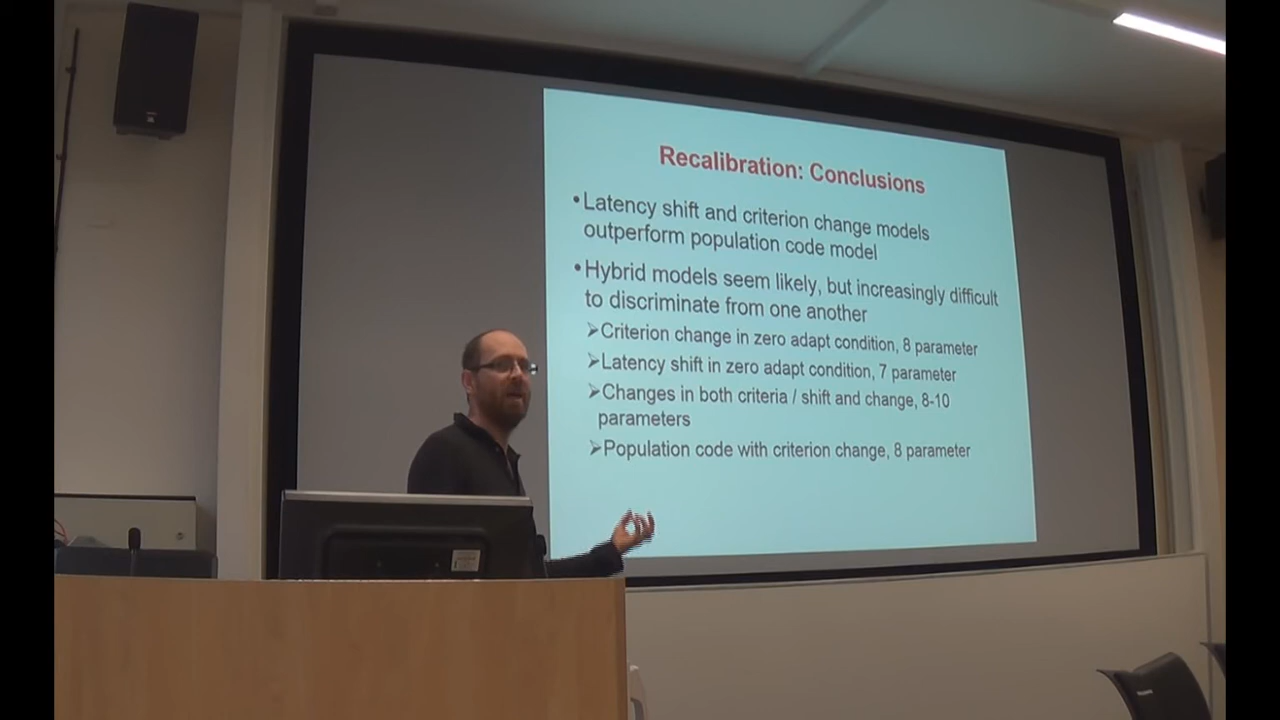 Recalibration: Conclusions
•Latency shift and criterion change models
outperform population code model
•Hybrid models seem likely, but increasingly difficult
to discriminate from one another
➢Criterion change in zero adapt condition, 8 parameter
➢Latency shift in zero adapt condition, 7 parameter
➢Changes in both criteria / shift and change, 8-10
parameters
➢Population code with criterion change, 8 parameter